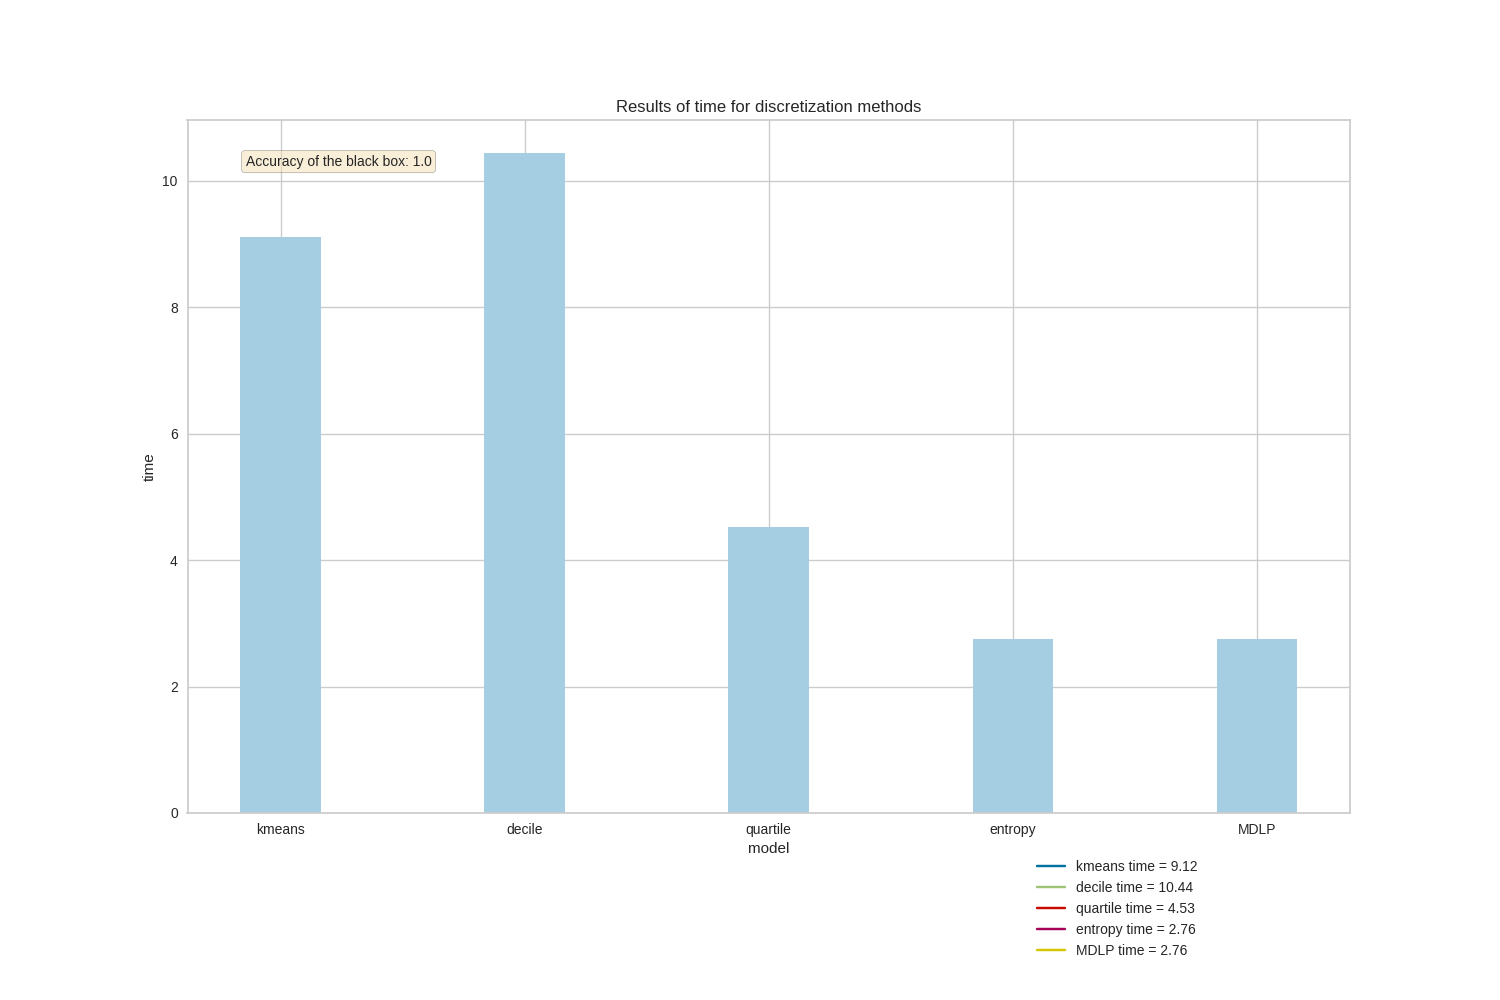 Results of time for discretization methods
Accuracy of the black box: 1.0
10
8
6
4
2
0
time
kmeans decile quartile entropy MDLP
model
kmeans time = 9.12
decile time = 10.44
quartile time = 4.53
entropy time = 2.76
MDLP time = 2.76